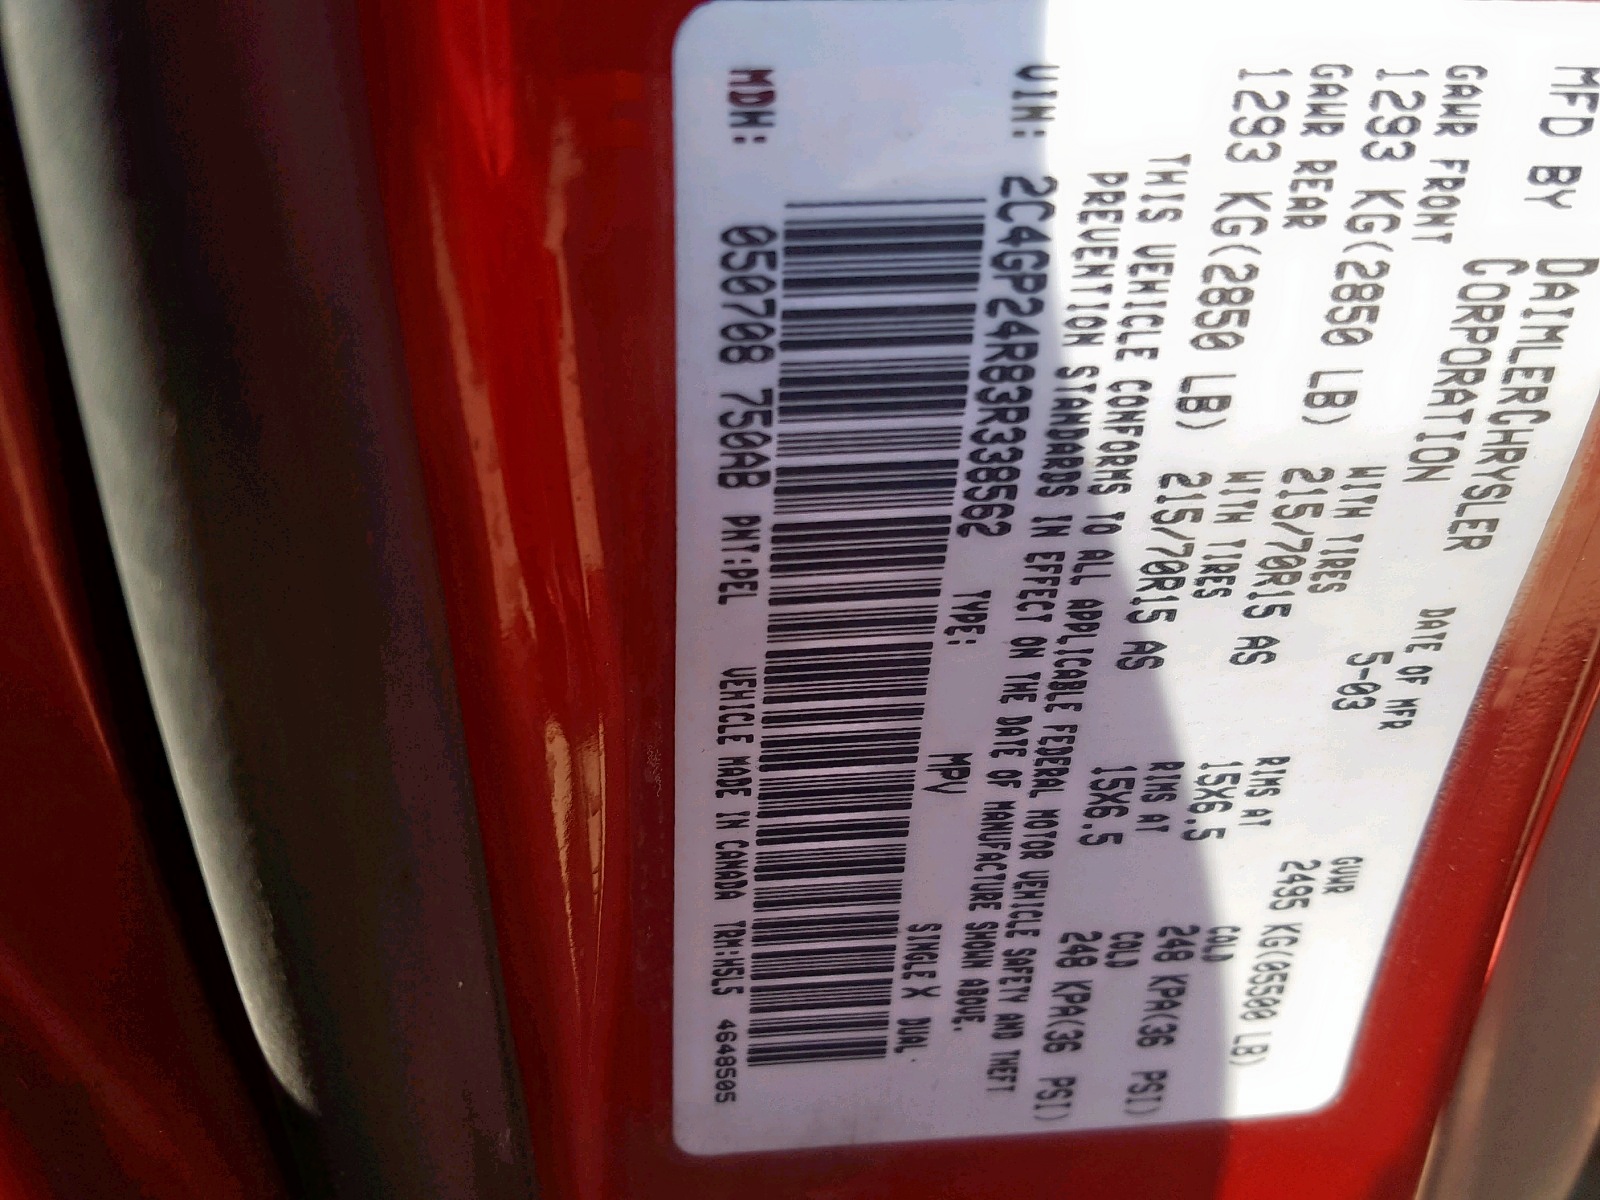 MFD BY DAIMLERCHRYSLER
CORPORATION
DATE OF MFR
5-03
GVWR
2495 KG(05500 LB)
GAWR FRONT
1293 KG(2850 LB)
WITH TIRES
215/70R15 AS
RIMS AT
15X6.5
COLD
248 KPA(36 PSI)
GAWR REAR
1293 KG(2850 LB)
WITH TIRES
215/70R15 AS
RIMS AT
15X6.5
COLD
248 KPA(36 PSI)
THIS VEHICLE CONFORMS TO ALL APPLICABLE FEDERAL MOTOR VEHICLE SAFETY AND THEFT
PREVENTION STANDARDS IN EFFECT ON THE DATE OF MANUFACTURE SHOWN ABOVE.
VIN: 2C4GP24R83R338562 TYPE: MPV SINGLE X DUAL
MDH: 050708 750AB PNT:PEL VEHICLE MADE IN CANADA TRM:HSLS 4648505